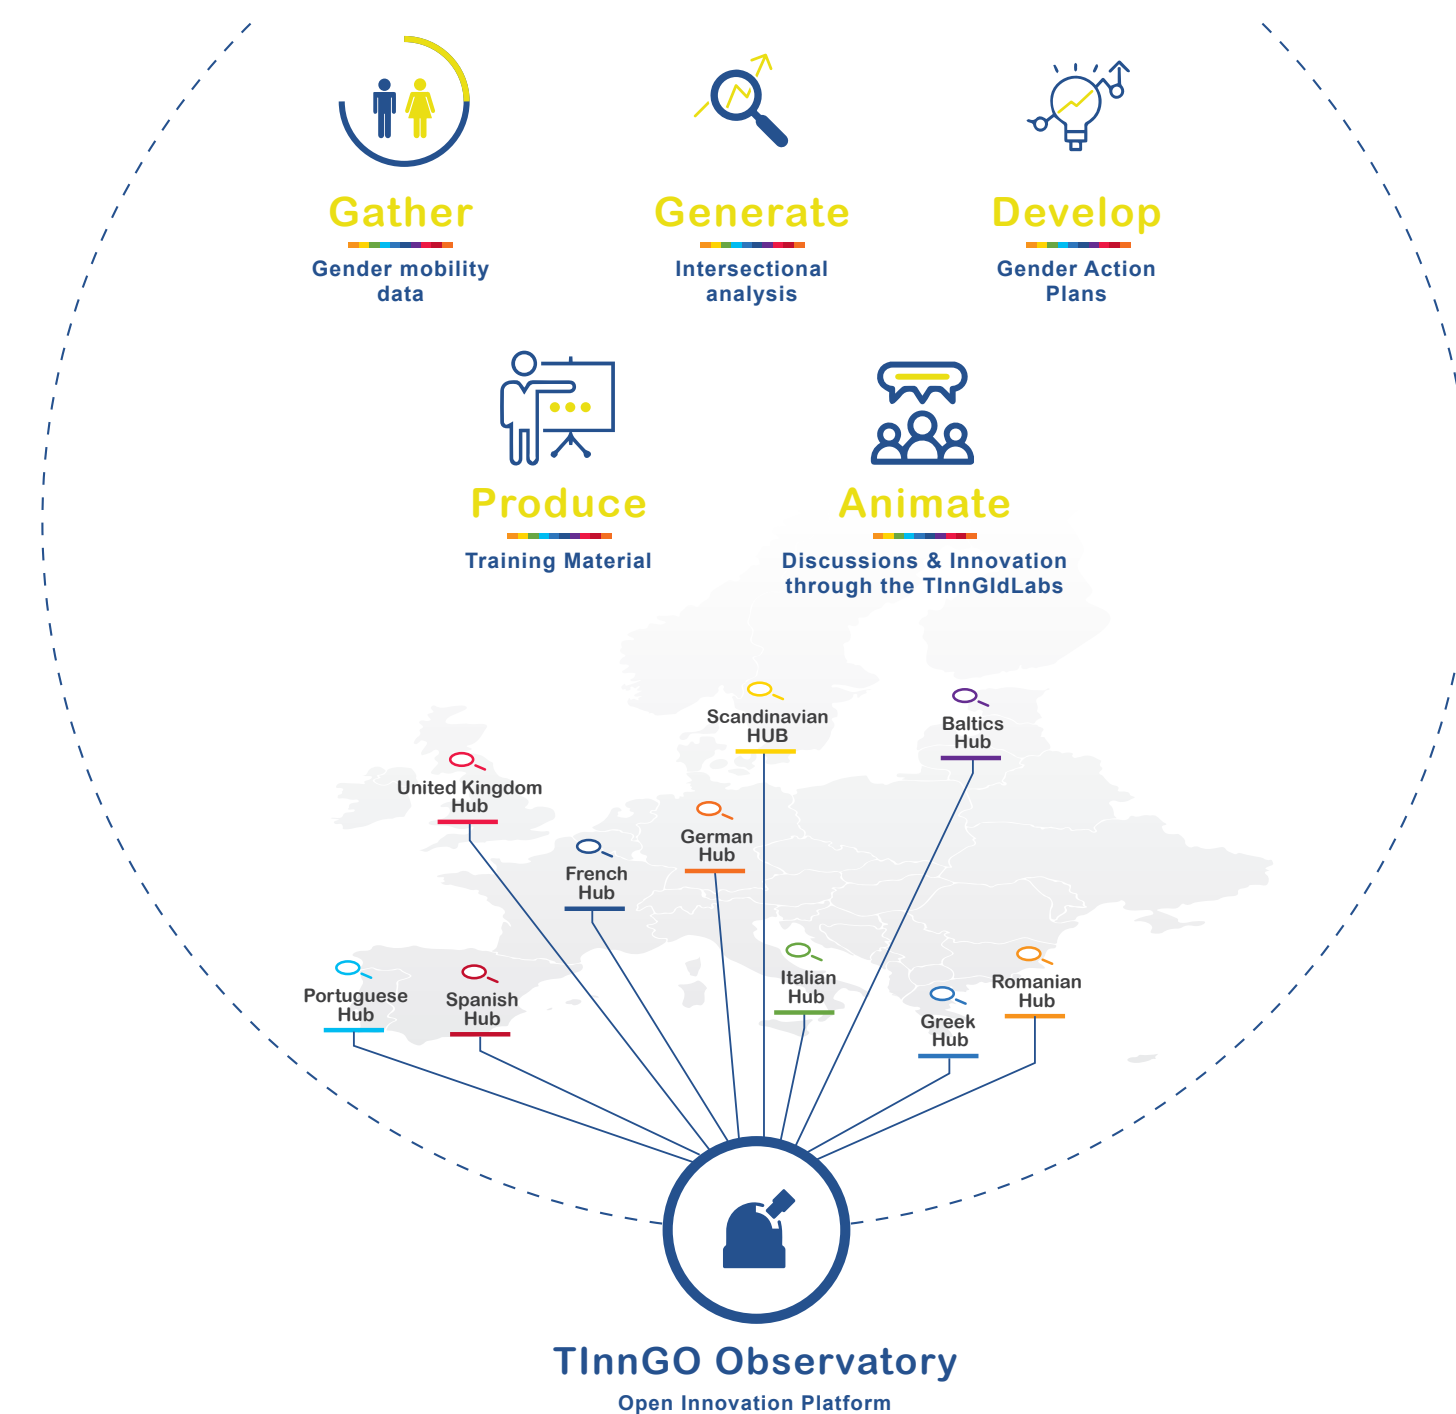 Gather
Gender mobility
data
Generate
Intersectional
analysis
Develop
Gender Action
Plans
Produce
Training Material
Animate
Discussions & Innovation
through the TInnGIdLabs
Scandinavian
HUB
Baltics
Hub
United Kingdom
Hub
German
Hub
French
Hub
Italian
Hub
Romanian
Hub
Portuguese
Hub
Spanish
Hub
Greek
Hub
TInnGO Observatory
Open Innovation Platform